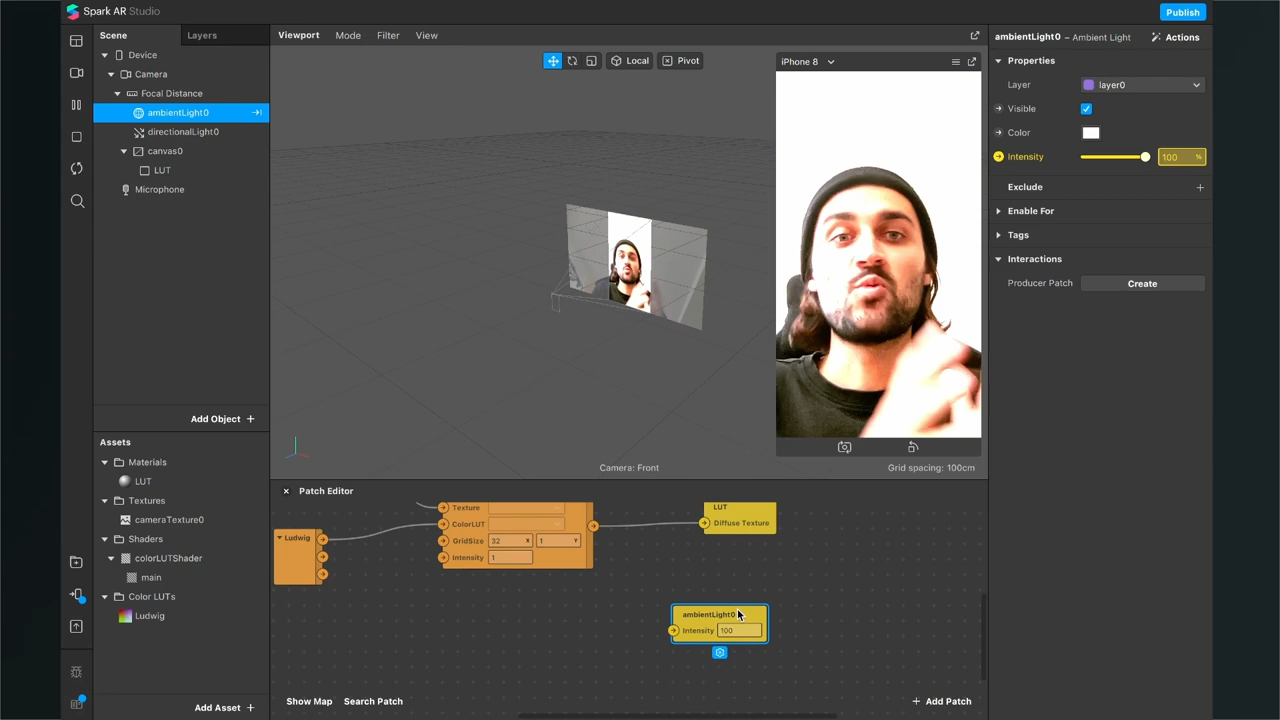 Spark AR Studio
Publish
Scene
Layers
Device
Camera
Focal Distance
ambientLight0
directionalLight0
canvas0
LUT
Microphone
Add Object +
Assets
Materials
LUT
Textures
cameraTexture0
Shaders
colorLUTShader
main
Color LUTs
Ludwig
Add Asset +
Viewport Mode Filter View
Local
Pivot
iPhone 8
Camera: Front
Grid spacing: 100cm
Patch Editor
Ludwig
Texture
ColorLUT
GridSize 32 X 1 Y
Intensity 1
LUT
Diffuse Texture
ambientLight0
Intensity 100
Show Map Search Patch
+ Add Patch
ambientLight0 – Ambient Light
Actions
Properties
Layer layer0
Visible
Color
Intensity 100 %
Exclude +
Enable For
Tags
Interactions
Producer Patch Create